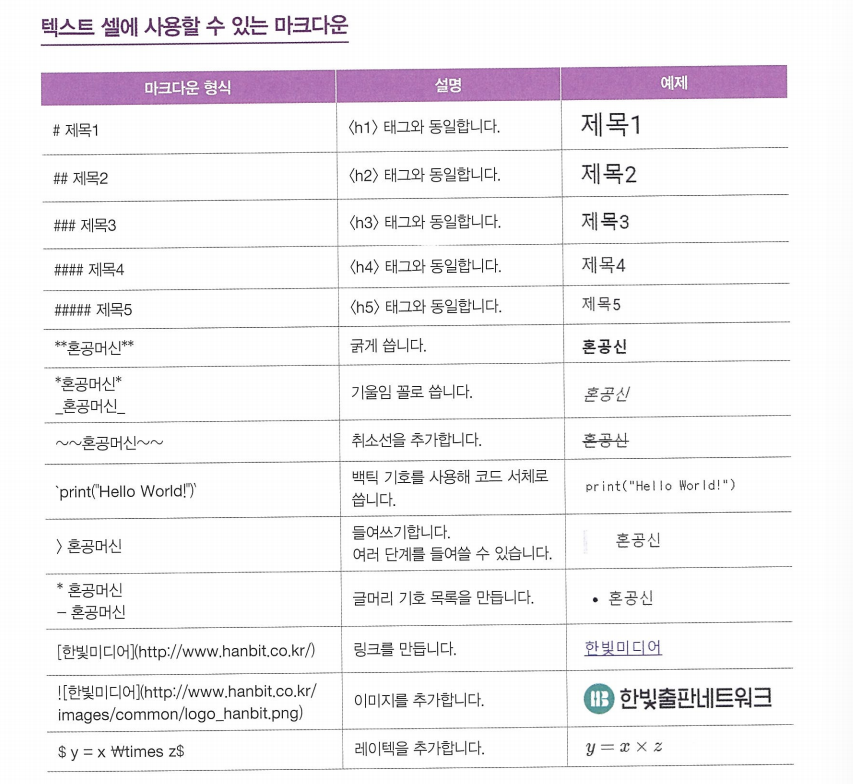 텍스트 셀에 사용할 수 있는 마크다운
마크다운 형식 설명 예제
# 제목1 〈h1〉 태그와 동일합니다. 제목1
## 제목2 〈h2〉 태그와 동일합니다. 제목2
### 제목3 〈h3〉 태그와 동일합니다. 제목3
#### 제목4 〈h4〉 태그와 동일합니다. 제목4
##### 제목5 〈h5〉 태그와 동일합니다. 제목5
**혼공머신** 굵게 씁니다. 혼공신
*혼공머신*
_혼공머신_
기울임 꼴로 씁니다.
혼공신
~~혼공머신~~ 취소선을 추가합니다. 혼공신
`print("Hello World!")`
백틱 기호를 사용해 코드 서체로
씁니다.
print("Hello World!")
〉 혼공머신
들여쓰기합니다.
여러 단계를 들여쓸 수 있습니다.
혼공신
* 혼공머신
- 혼공머신
글머리 기호 목록을 만듭니다.
• 혼공신
[한빛미디어](http://www.hanbit.co.kr/) 링크를 만듭니다. 한빛미디어
![한빛미디어](http://www.hanbit.co.kr/
images/common/logo_hanbit.png)
이미지를 추가합니다.
HB 한빛출판네트워크
$ y = x ₩times z$ 레이텍을 추가합니다. y = x × z